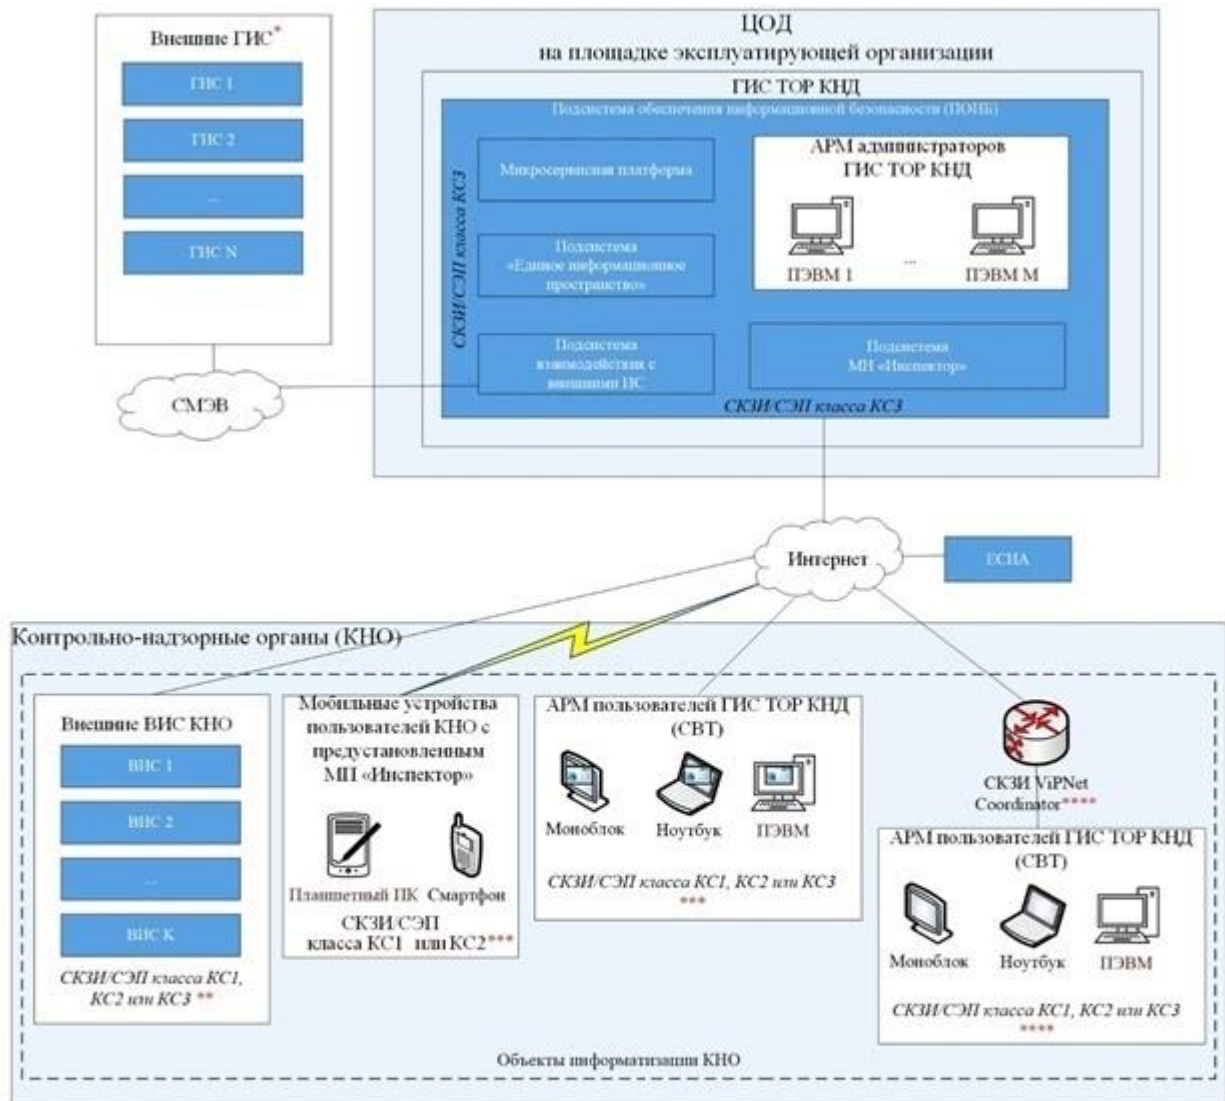 Внешние ГИС*
ГИС 1
ГИС 2
...
ГИС N
СМЭВ
ЦОД
на площадке эксплуатирующей организации
ГИС ТОР КНД
Подсистема обеспечения информационной безопасности (ПОИБ)
СКЗИ/СЭП класса КС3
Микросервисная платформа
Подсистема
«Единое информационное
пространство»
Подсистема
взаимодействия с
внешними ИС
АРМ администраторов
ГИС ТОР КНД
ПЭВМ 1
...
ПЭВМ М
Подсистема
МП «Инспектор»
СКЗИ/СЭП класса КС3
Интернет
ЕСИА
Контрольно-надзорные органы (КНО)
Внешние ВИС КНО
ВИС 1
ВИС 2
...
ВИС К
СКЗИ/СЭП класса КС1,
КС2 или КС3 **
Мобильные устройства
пользователей КНО с
предустановленным
МП «Инспектор»
Планшетный ПК
Смартфон
СКЗИ/СЭП
класса КС1 или КС2***
АРМ пользователей ГИС ТОР КНД
(СВТ)
Моноблок
Ноутбук
ПЭВМ
СКЗИ/СЭП класса КС1, КС2 или КС3
***
СКЗИ ViPNet
Coordinator****
АРМ пользователей ГИС ТОР КНД
(СВТ)
Моноблок
Ноутбук
ПЭВМ
СКЗИ/СЭП класса КС1, КС2 или КС3
****
Объекты информатизации КНО